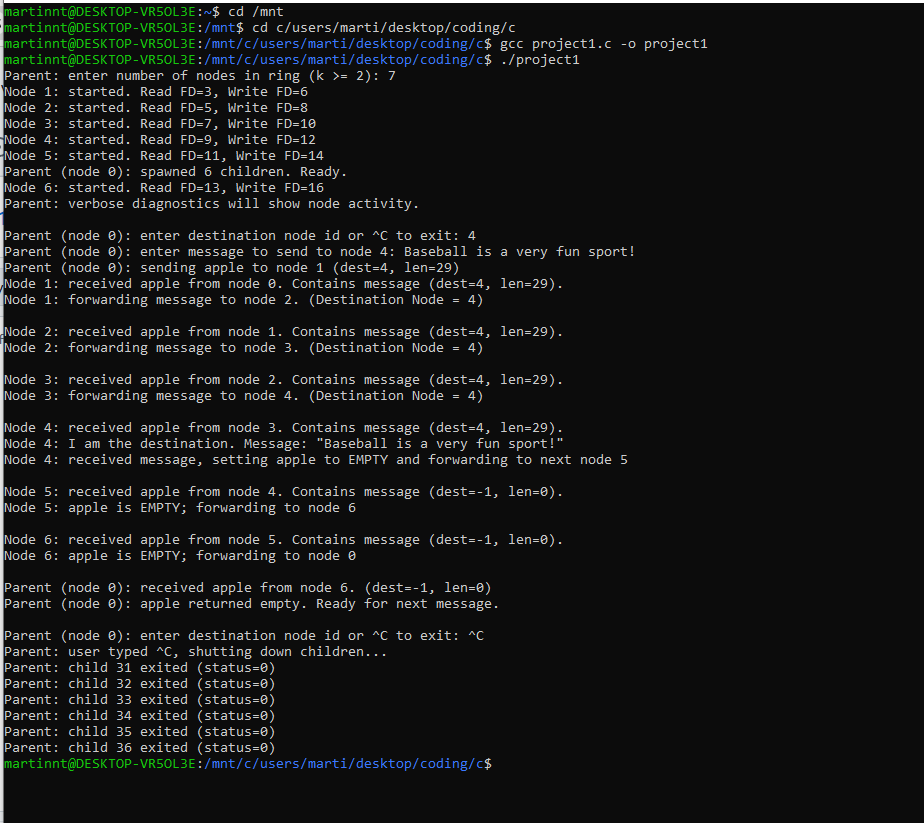 martinnt@DESKTOP-VR5OL3E:~$ cd /mnt
martinnt@DESKTOP-VR5OL3E:/mnt$ cd c/users/marti/desktop/coding/c
martinnt@DESKTOP-VR5OL3E:/mnt/c/users/marti/desktop/coding/c$ gcc project1.c -o project1
martinnt@DESKTOP-VR5OL3E:/mnt/c/users/marti/desktop/coding/c$ ./project1
Parent: enter number of nodes in ring (k >= 2): 7
Node 1: started. Read FD=3, Write FD=6
Node 2: started. Read FD=5, Write FD=8
Node 3: started. Read FD=7, Write FD=10
Node 4: started. Read FD=9, Write FD=12
Node 5: started. Read FD=11, Write FD=14
Parent (node 0): spawned 6 children. Ready.
Node 6: started. Read FD=13, Write FD=16
Parent: verbose diagnostics will show node activity.

Parent (node 0): enter destination node id or ^C to exit: 4
Parent (node 0): enter message to send to node 4: Baseball is a very fun sport!
Parent (node 0): sending apple to node 1 (dest=4, len=29)
Node 1: received apple from node 0. Contains message (dest=4, len=29).
Node 1: forwarding message to node 2. (Destination Node = 4)

Node 2: received apple from node 1. Contains message (dest=4, len=29).
Node 2: forwarding message to node 3. (Destination Node = 4)

Node 3: received apple from node 2. Contains message (dest=4, len=29).
Node 3: forwarding message to node 4. (Destination Node = 4)

Node 4: received apple from node 3. Contains message (dest=4, len=29).
Node 4: I am the destination. Message: "Baseball is a very fun sport!"
Node 4: received message, setting apple to EMPTY and forwarding to next node 5

Node 5: received apple from node 4. Contains message (dest=-1, len=0).
Node 5: apple is EMPTY; forwarding to node 6

Node 6: received apple from node 5. Contains message (dest=-1, len=0).
Node 6: apple is EMPTY; forwarding to node 0

Parent (node 0): received apple from node 6. (dest=-1, len=0)
Parent (node 0): apple returned empty. Ready for next message.

Parent (node 0): enter destination node id or ^C to exit: ^C
Parent: user typed ^C, shutting down children...
Parent: child 31 exited (status=0)
Parent: child 32 exited (status=0)
Parent: child 33 exited (status=0)
Parent: child 34 exited (status=0)
Parent: child 35 exited (status=0)
Parent: child 36 exited (status=0)
martinnt@DESKTOP-VR5OL3E:/mnt/c/users/marti/desktop/coding/c$